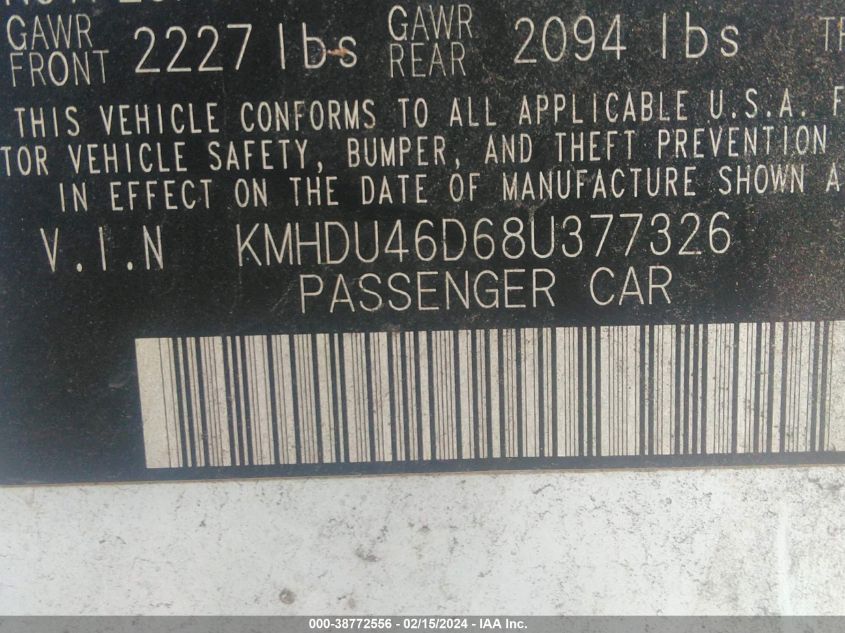 GAWR FRONT 2227 lbs GAWR REAR 2094 lbs
THIS VEHICLE CONFORMS TO ALL APPLICABLE U.S.A. F
TOR VEHICLE SAFETY, BUMPER, AND THEFT PREVENTION
IN EFFECT ON THE DATE OF MANUFACTURE SHOWN A
V.I.N KMHDU46D68U377326
PASSENGER CAR
000-38772556 - 02/15/2024 - IAA Inc.